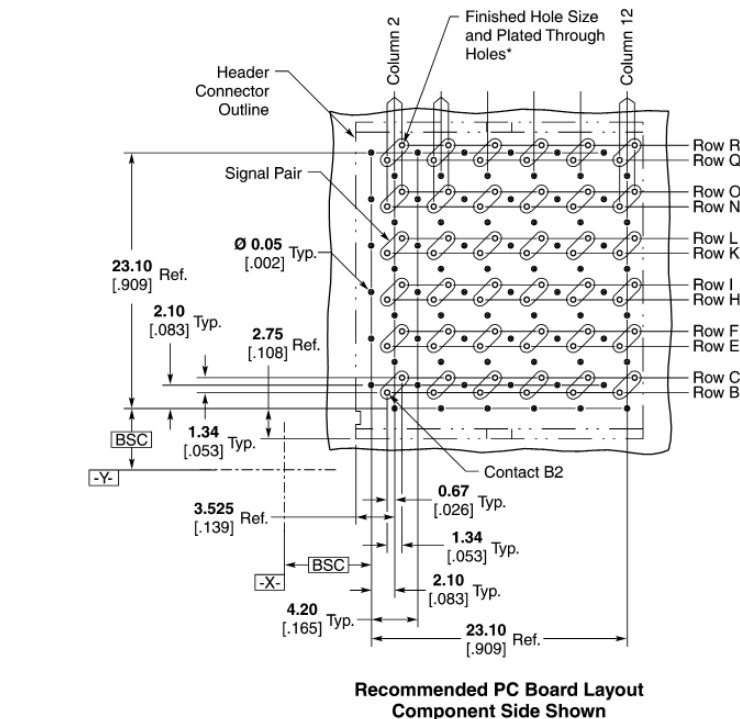 Column 2
Finished Hole Size
and Plated Through
Holes*
Column 12
Header
Connector
Outline
Signal Pair
Row R
Row Q
Row O
Row N
Row L
Row K
Row I
Row H
Row F
Row E
Row C
Row B
Ø 0.05 Typ.
[.002]
23.10 Ref.
[.909]
2.10 Typ.
[.083]
2.75 Ref.
[.108]
BSC
-Y-
1.34 Typ.
[.053]
Contact B2
3.525 Ref.
[.139]
0.67 Typ.
[.026]
1.34 Typ.
[.053]
BSC
-X-
2.10 Typ.
[.083]
4.20 Typ.
[.165]
23.10 Ref.
[.909]
Recommended PC Board Layout
Component Side Shown